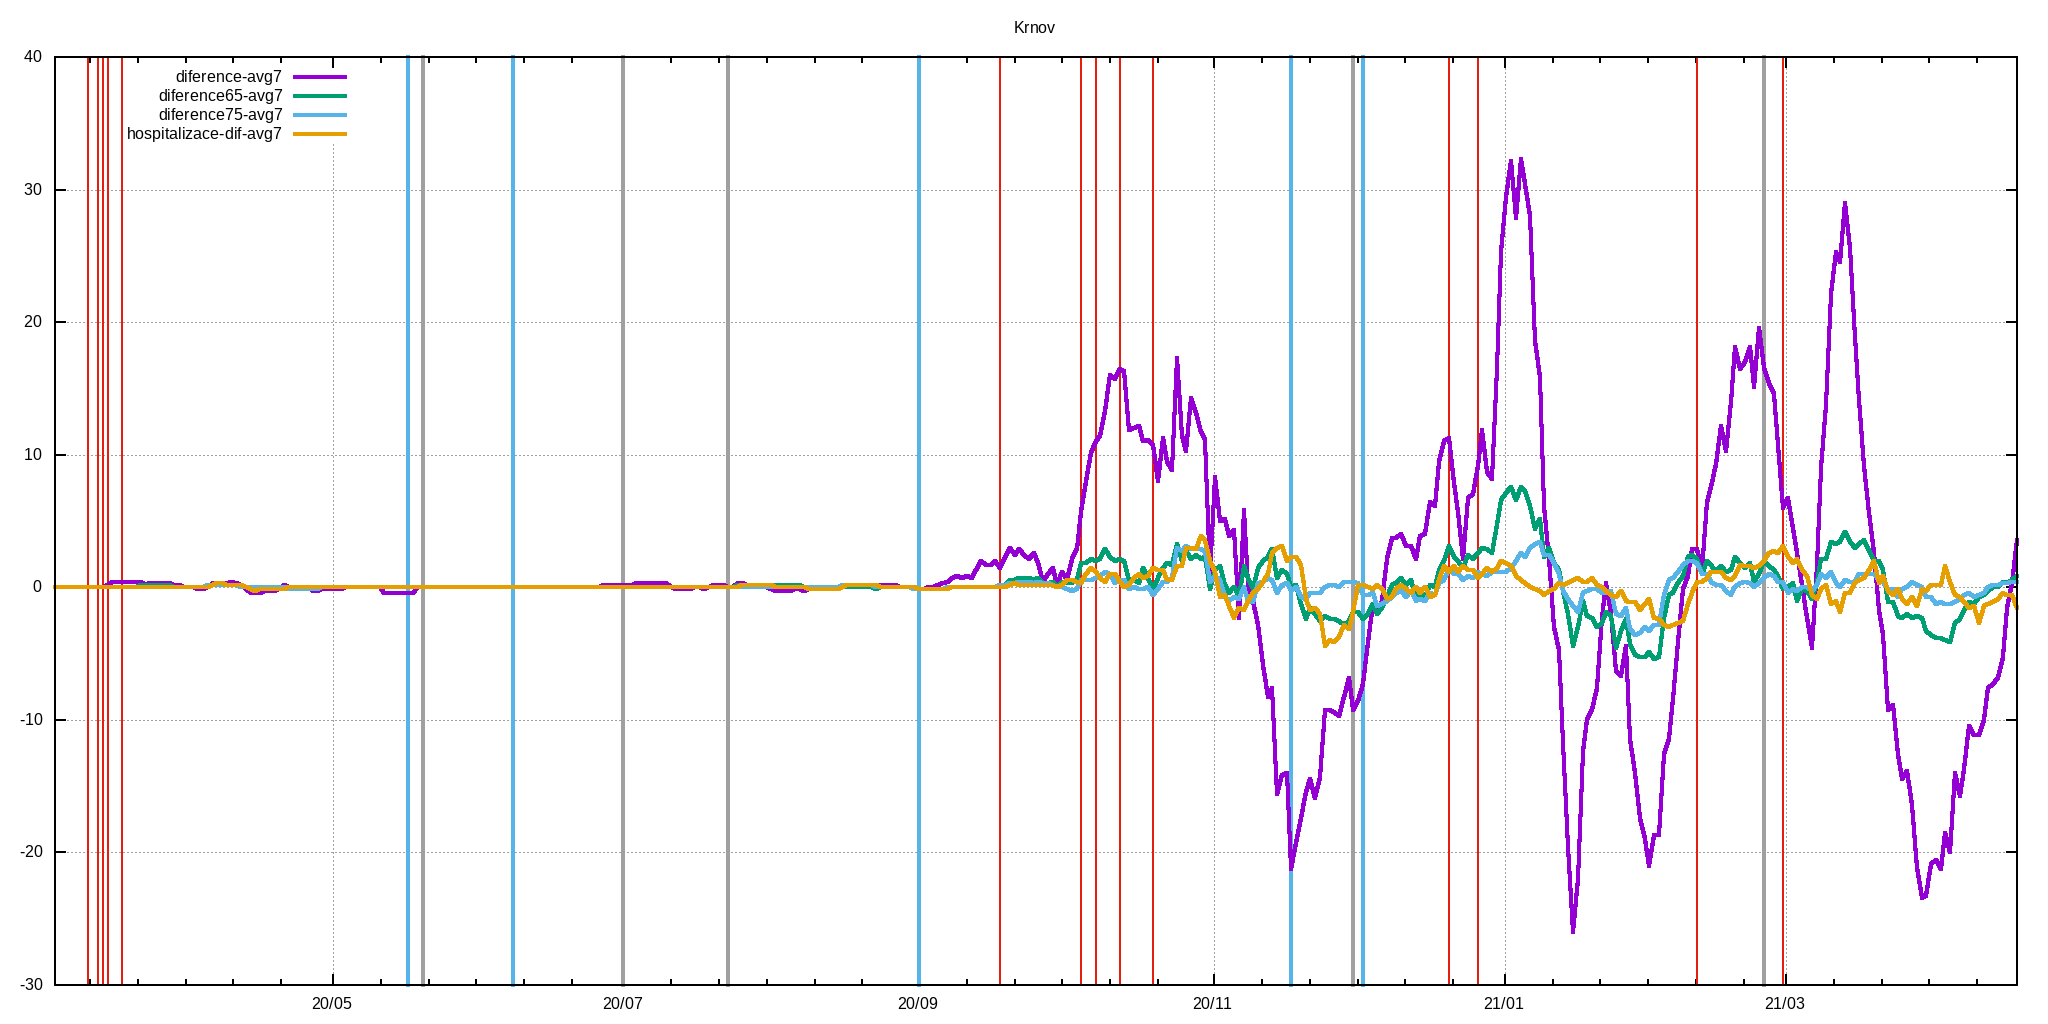 Krnov
diference-avg7
diference65-avg7
diference75-avg7
hospitalizace-dif-avg7
40
30
20
10
0
-10
-20
-30
20/05 20/07 20/09 20/11 21/01 21/03